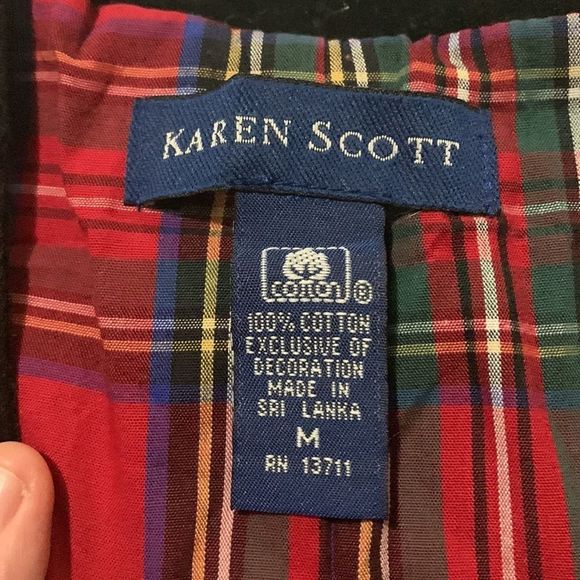 KAREN SCOTT
cotton ®
100% COTTON
EXCLUSIVE OF
DECORATION
MADE IN
SRI LANKA
M
RN 13711